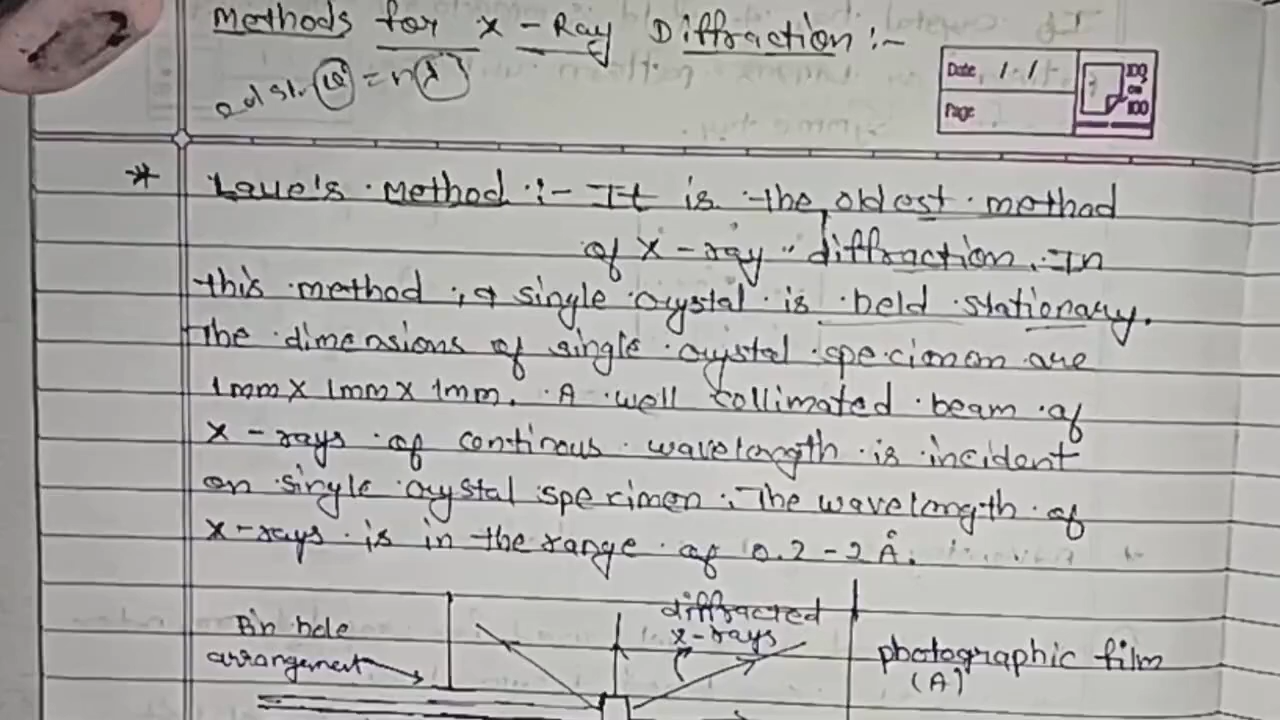 Methods for X-Ray Diffraction :-
2d sin θ = nλ
Date 1.1
Page
* Laue's Method :- It is the oldest method
of X-ray diffraction. In
this method, a single crystal is held stationary.
The dimensions of single crystal specimen are
1mm X 1mm X 1mm. A well collimated beam of
X-rays of continous wavelength is incident
on single crystal specimen. The wavelength of
X-rays is in the range of 0.2-2Å.
Pin hole
arrangement
diffracted
X-rays
photographic film
(A)